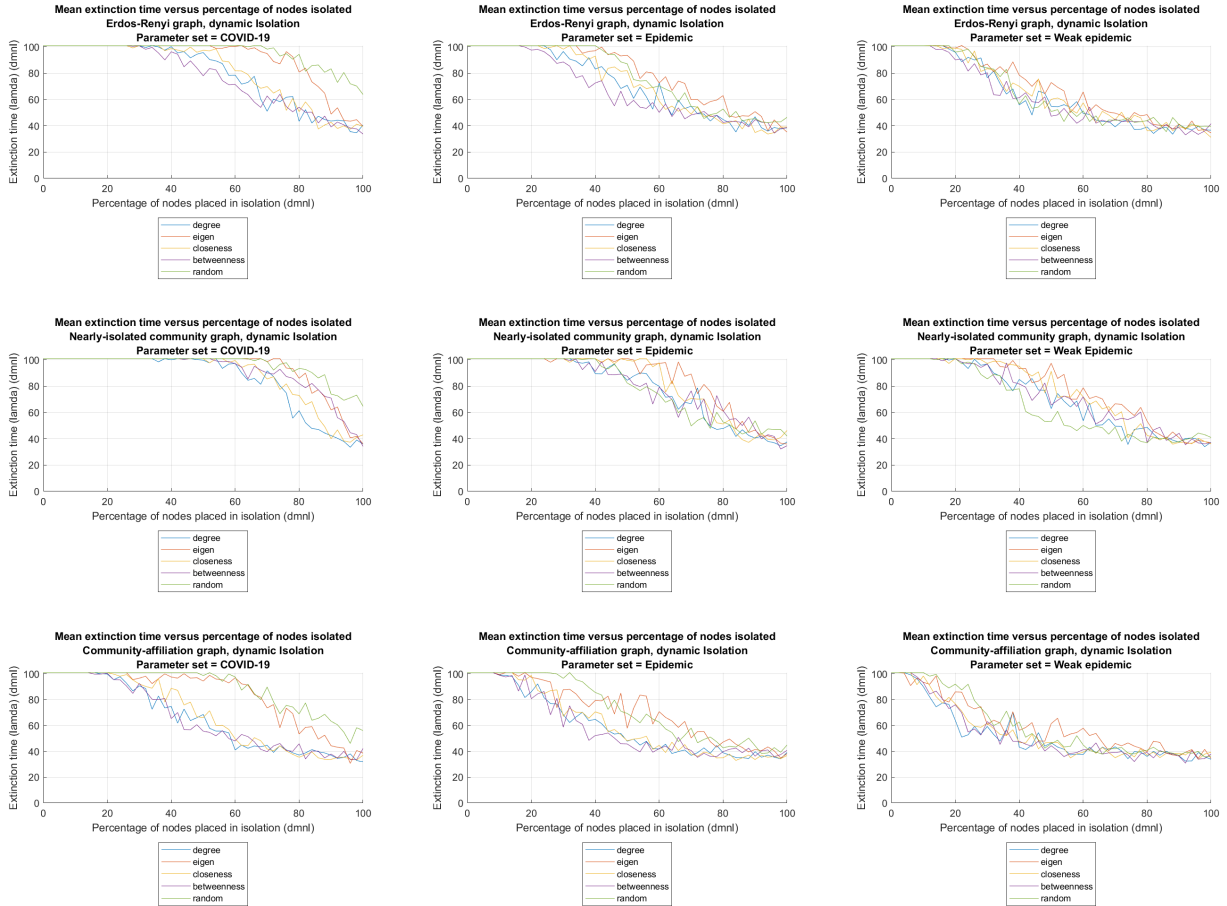 Mean extinction time versus percentage of nodes isolated
Erdos-Renyi graph, dynamic Isolation
Parameter set = COVID-19
Extinction time (lamda) (dmnl)
100
80
60
40
20
0
0 20 40 60 80 100
Percentage of nodes placed in isolation (dmnl)
degree
eigen
closeness
betweenness
random
Mean extinction time versus percentage of nodes isolated
Erdos-Renyi graph, dynamic Isolation
Parameter set = Epidemic
Extinction time (lamda) (dmnl)
100
80
60
40
20
0
0 20 40 60 80 100
Percentage of nodes placed in isolation (dmnl)
degree
eigen
closeness
betweenness
random
Mean extinction time versus percentage of nodes isolated
Erdos-Renyi graph, dynamic Isolation
Parameter set = Weak epidemic
Extinction time (lamda) (dmnl)
100
80
60
40
20
0
0 20 40 60 80 100
Percentage of nodes placed in isolation (dmnl)
degree
eigen
closeness
betweenness
random
Mean extinction time versus percentage of nodes isolated
Nearly-isolated community graph, dynamic Isolation
Parameter set = COVID-19
Extinction time (lamda) (dmnl)
100
80
60
40
20
0
0 20 40 60 80 100
Percentage of nodes placed in isolation (dmnl)
degree
eigen
closeness
betweenness
random
Mean extinction time versus percentage of nodes isolated
Nearly-isolated community graph, dynamic Isolation
Parameter set = Epidemic
Extinction time (lamda) (dmnl)
100
80
60
40
20
0
0 20 40 60 80 100
Percentage of nodes placed in isolation (dmnl)
degree
eigen
closeness
betweenness
random
Mean extinction time versus percentage of nodes isolated
Nearly-isolated community graph, dynamic Isolation
Parameter set = Weak Epidemic
Extinction time (lamda) (dmnl)
100
80
60
40
20
0
0 20 40 60 80 100
Percentage of nodes placed in isolation (dmnl)
degree
eigen
closeness
betweenness
random
Mean extinction time versus percentage of nodes isolated
Community-affiliation graph, dynamic Isolation
Parameter set = COVID-19
Extinction time (lamda) (dmnl)
100
80
60
40
20
0
0 20 40 60 80 100
Percentage of nodes placed in isolation (dmnl)
degree
eigen
closeness
betweenness
random
Mean extinction time versus percentage of nodes isolated
Community-affiliation graph, dynamic Isolation
Parameter set = Epidemic
Extinction time (lamda) (dmnl)
100
80
60
40
20
0
0 20 40 60 80 100
Percentage of nodes placed in isolation (dmnl)
degree
eigen
closeness
betweenness
random
Mean extinction time versus percentage of nodes isolated
Community-affiliation graph, dynamic Isolation
Parameter set = Weak epidemic
Extinction time (lamda) (dmnl)
100
80
60
40
20
0
0 20 40 60 80 100
Percentage of nodes placed in isolation (dmnl)
degree
eigen
closeness
betweenness
random